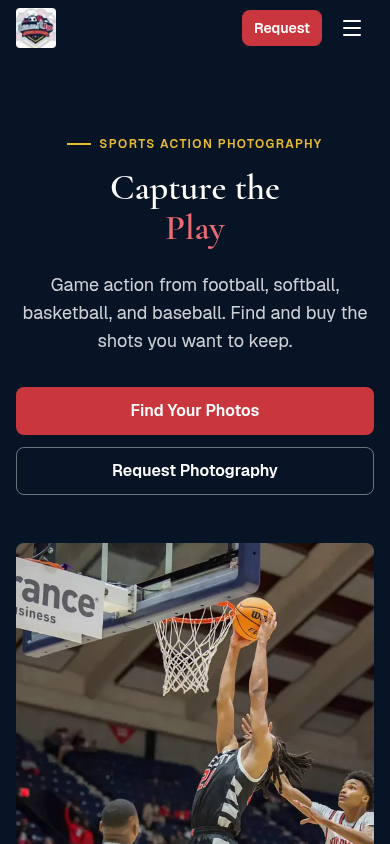 Request
SPORTS ACTION PHOTOGRAPHY
Capture the
Play
Game action from football, softball,
basketball, and baseball. Find and buy the
shots you want to keep.
Find Your Photos
Request Photography
rance
usiness